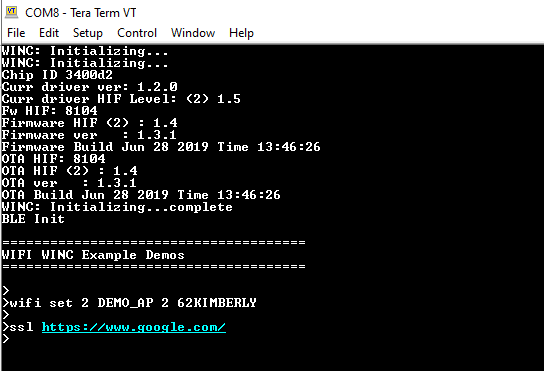 COM8 - Tera Term VT
File Edit Setup Control Window Help
WINC: Initializing...
WINC: Initializing...
Chip ID 3400d2
Curr driver ver: 1.2.0
Curr driver HIF Level: (2) 1.5
Fw HIF: 8104
Firmware HIF (2) : 1.4
Firmware ver   : 1.3.1
Firmware Build Jun 28 2019 Time 13:46:26
OTA HIF: 8104
OTA HIF (2) : 1.4
OTA ver   : 1.3.1
OTA Build Jun 28 2019 Time 13:46:26
WINC: Initializing...complete
BLE Init
======================================
WIFI WINC Example Demos
======================================
>
>wifi set 2 DEMO_AP 2 62KIMBERLY
>
>ssl https://www.google.com/
>